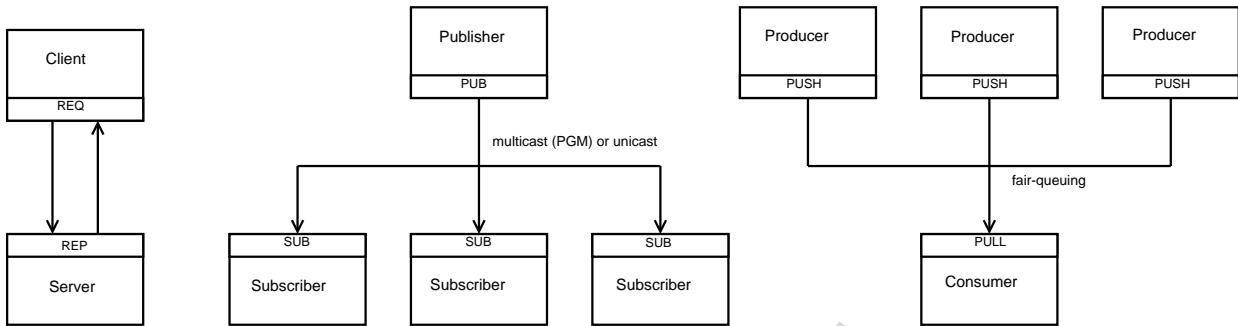 Client
REQ
REP
Server
Publisher
PUB
multicast (PGM) or unicast
SUB
SUB
SUB
Subscriber
Subscriber
Subscriber
Producer
Producer
Producer
PUSH
PUSH
PUSH
fair-queuing
PULL
Consumer